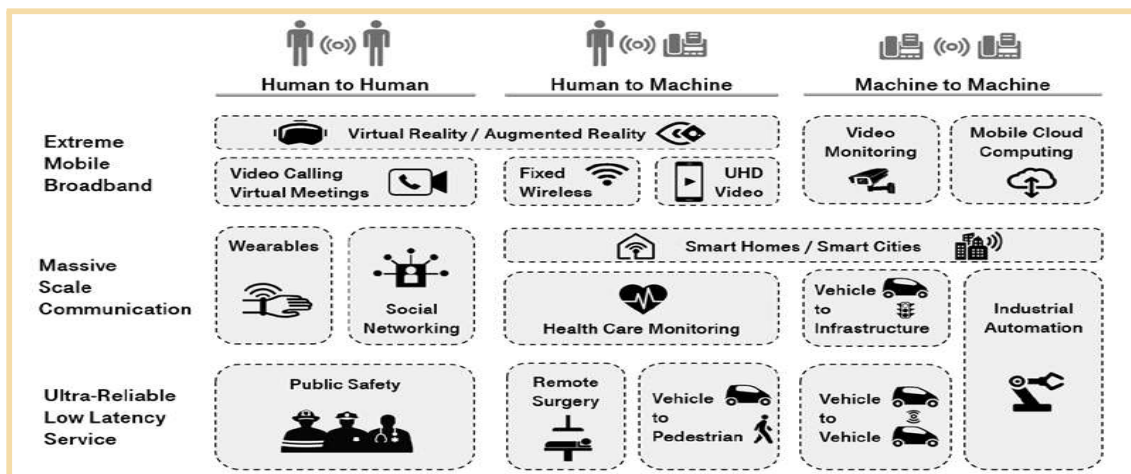 Human to Human
Human to Machine
Machine to Machine
Extreme
Mobile
Broadband
Virtual Reality / Augmented Reality
Video Calling
Virtual Meetings
Fixed
Wireless
UHD
Video
Video
Monitoring
Mobile Cloud
Computing
Massive
Scale
Communication
Wearables
Social
Networking
Smart Homes / Smart Cities
Health Care Monitoring
Vehicle
to
Infrastructure
Industrial
Automation
Ultra-Reliable
Low Latency
Service
Public Safety
Remote
Surgery
Vehicle
to
Pedestrian
Vehicle
to
Vehicle